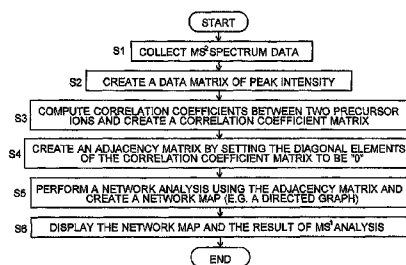 START
S1 COLLECT MS² SPECTRUM DATA
S2 CREATE A DATA MATRIX OF PEAK INTENSITY
S3 COMPUTE CORRELATION COEFFICIENTS BETWEEN TWO PRECURSOR
IONS AND CREATE A CORRELATION COEFFICIENT MATRIX
S4 CREATE AN ADJACENCY MATRIX BY SETTING THE DIAGONAL ELEMENTS
OF THE CORRELATION COEFFICIENT MATRIX TO BE "0"
S5 PERFORM A NETWORK ANALYSIS USING THE ADJACENCY MATRIX AND
CREATE A NETWORK MAP (E.G. A DIRECTED GRAPH)
S6 DISPLAY THE NETWORK MAP AND THE RESULT OF MS³ ANALYSIS
END